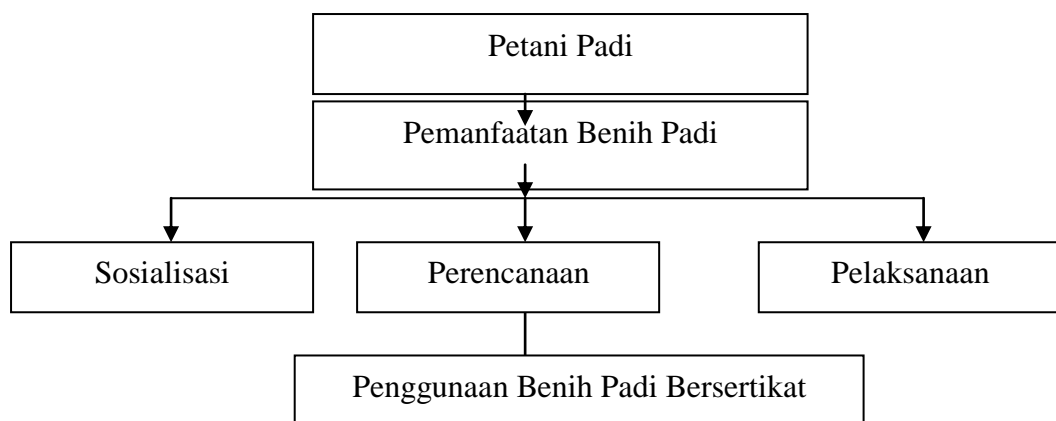 Petani Padi
Pemanfaatan Benih Padi
Sosialisasi
Perencanaan
Pelaksanaan
Penggunaan Benih Padi Bersertikat